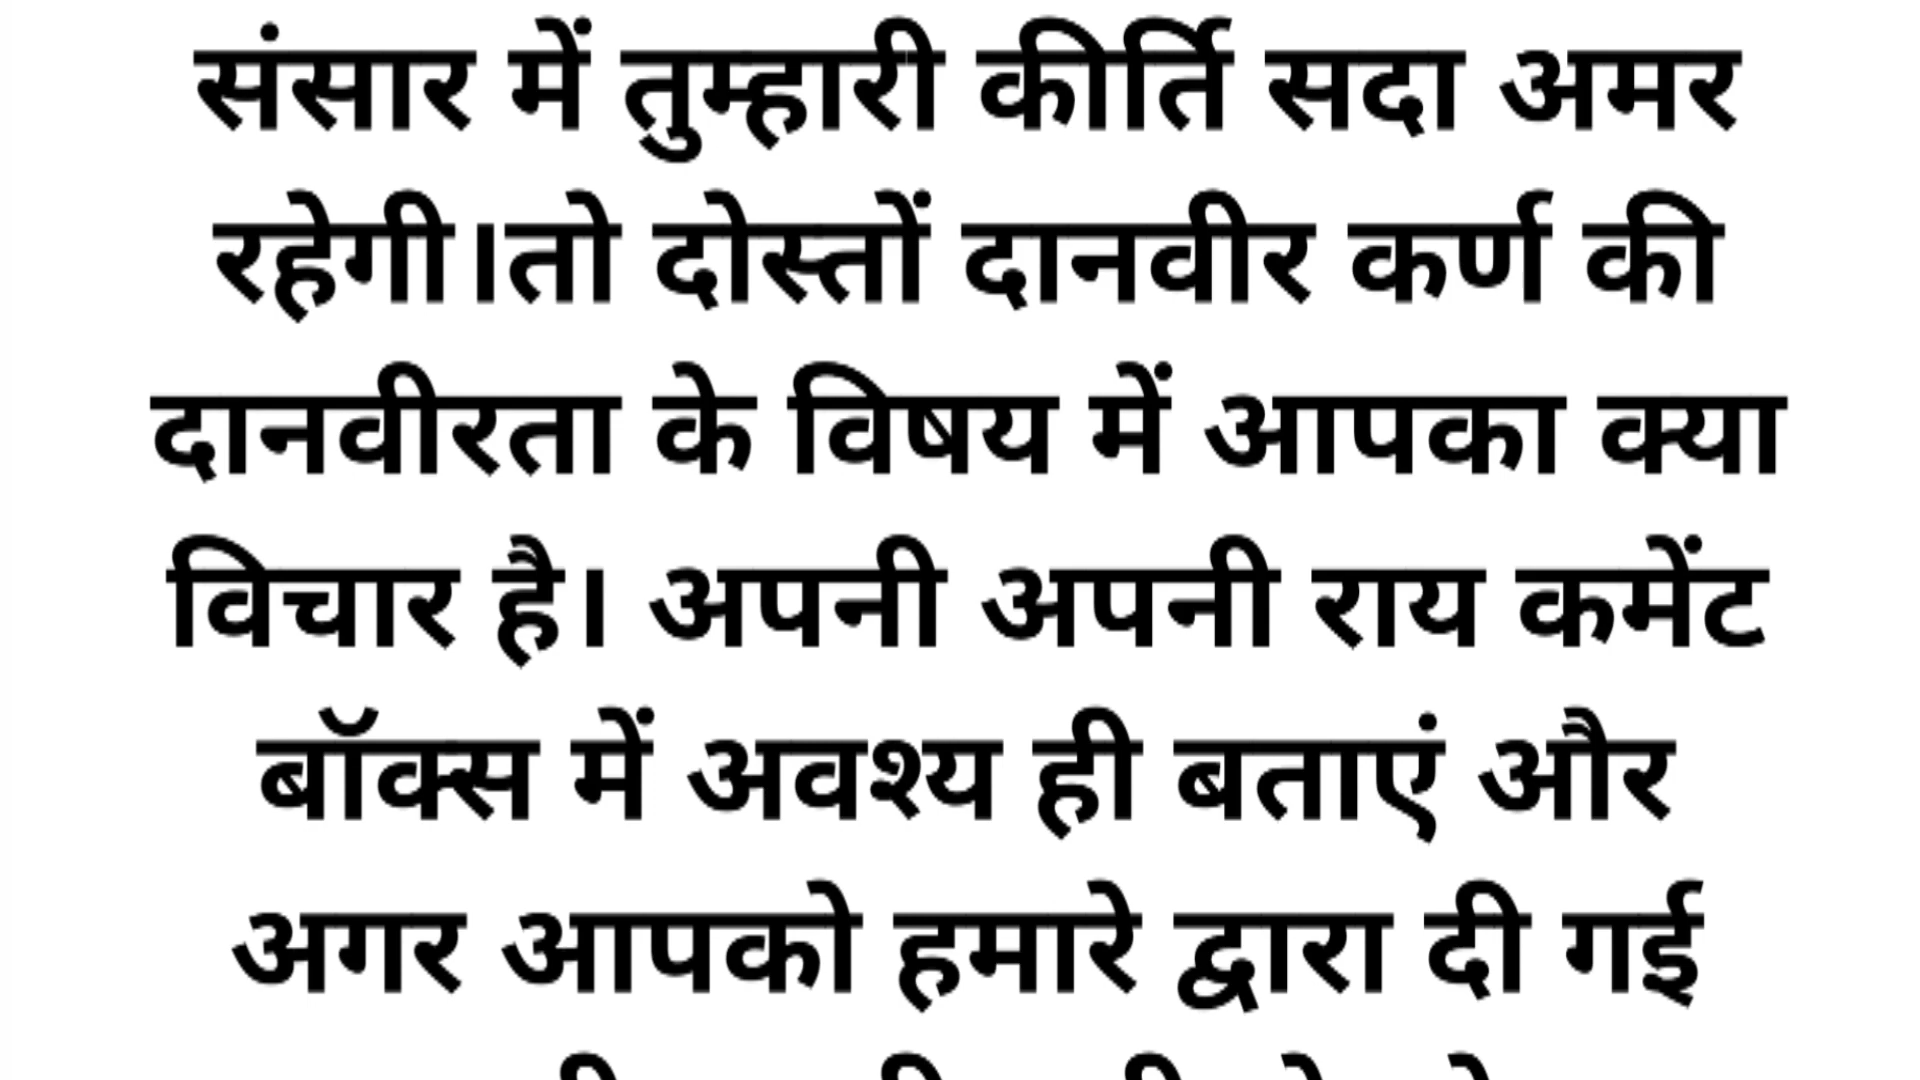 संसार में तुम्हारी कीर्ति सदा अमर
रहेगी।तो दोस्तों दानवीर कर्ण की
दानवीरता के विषय में आपका क्या
विचार है। अपनी अपनी राय कमेंट
बॉक्स में अवश्य ही बताएं और
अगर आपको हमारे द्वारा दी गई